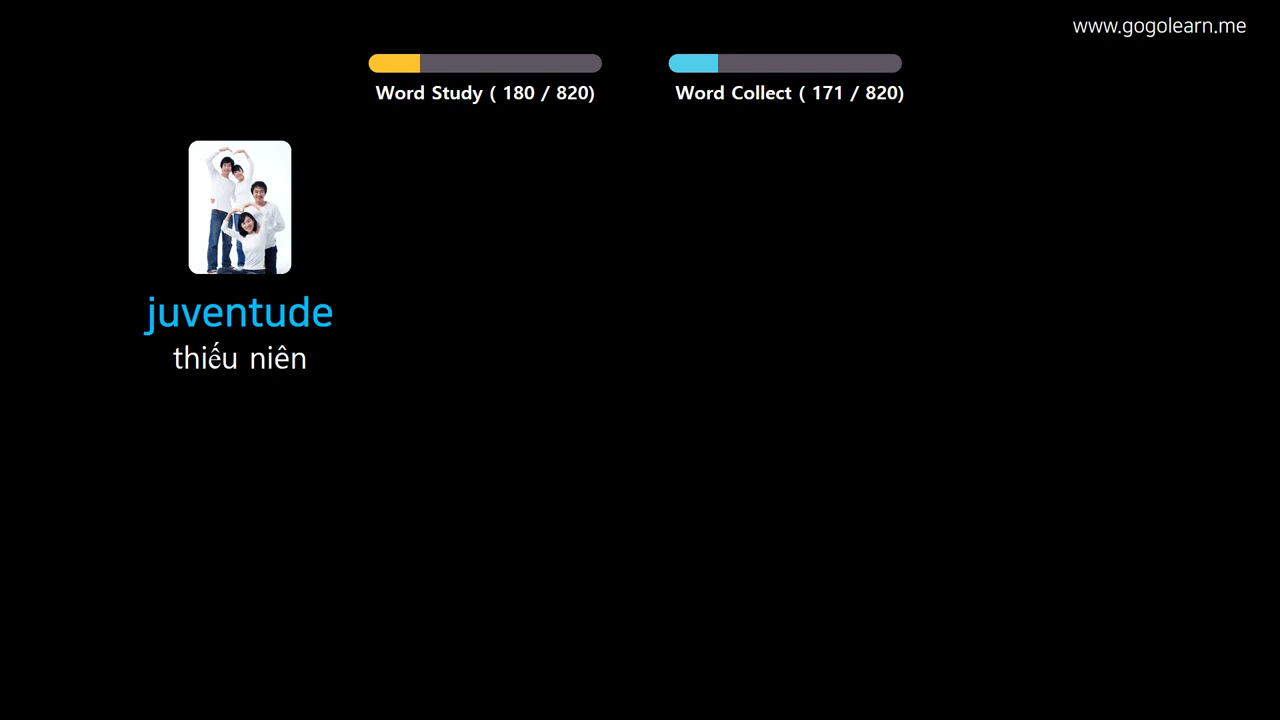 www.gogolearn.me
Word Study ( 180 / 820)
Word Collect ( 171 / 820)
juventude
thiếu niên